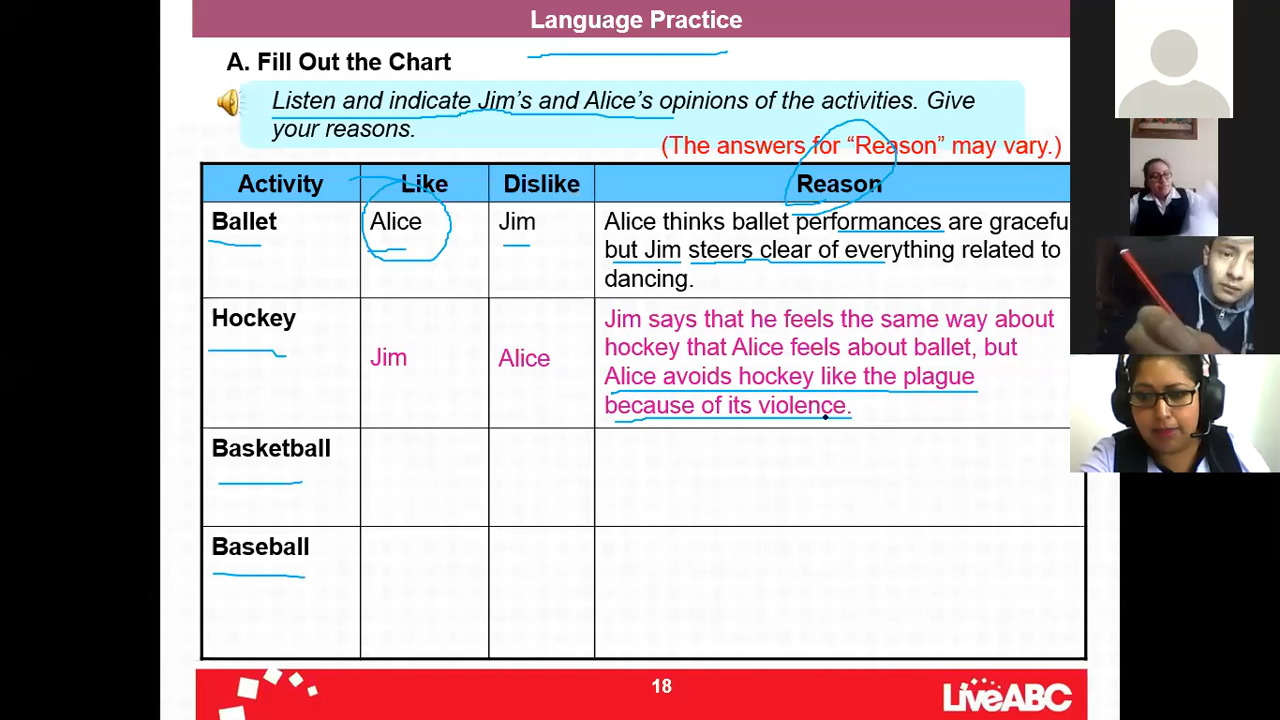 Language Practice
A. Fill Out the Chart
Listen and indicate Jim's and Alice's opinions of the activities. Give
your reasons.
(The answers for “Reason” may vary.)
Activity Like Dislike Reason
Ballet Alice Jim Alice thinks ballet performances are gracefu
but Jim steers clear of everything related to
dancing.
Hockey Jim Alice Jim says that he feels the same way about
hockey that Alice feels about ballet, but
Alice avoids hockey like the plague
because of its violence.
Basketball
Baseball
18
LiveABC